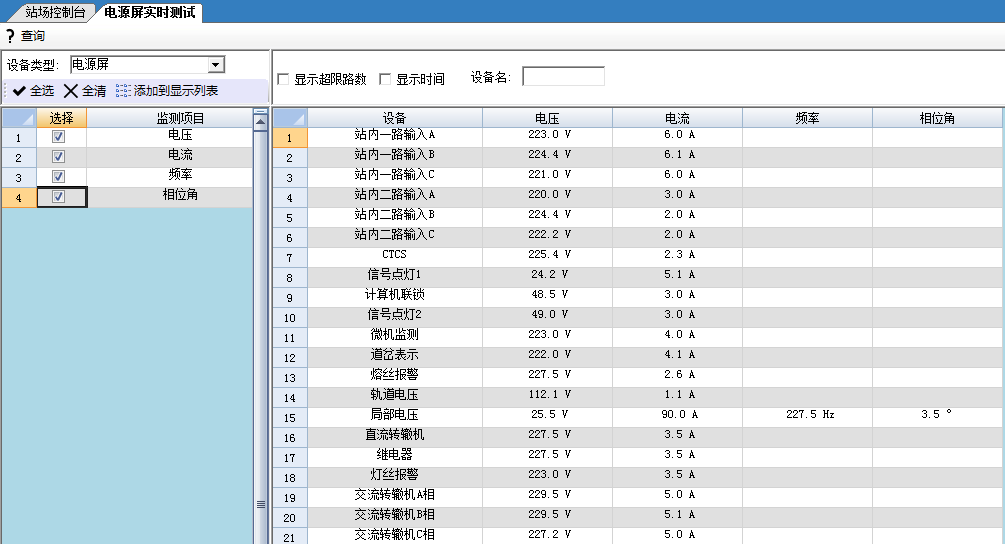 站场控制台 电源屏实时测试
? 查询
设备类型: 电源屏
全选 全清 添加到显示列表
显示超限路数 显示时间 设备名:
选择 监测项目
1 电压
2 电流
3 频率
4 相位角
设备 电压 电流 频率 相位角
1 站内一路输入A 223.0 V 6.0 A
2 站内一路输入B 224.4 V 6.1 A
3 站内一路输入C 221.0 V 6.0 A
4 站内二路输入A 220.0 V 3.0 A
5 站内二路输入B 224.4 V 2.0 A
6 站内二路输入C 222.2 V 2.0 A
7 CTCS 225.4 V 2.3 A
8 信号点灯1 24.2 V 5.1 A
9 计算机联锁 48.5 V 3.0 A
10 信号点灯2 49.0 V 3.0 A
11 微机监测 223.0 V 4.0 A
12 道岔表示 222.0 V 4.1 A
13 熔丝报警 227.5 V 2.6 A
14 轨道电压 112.1 V 1.1 A
15 局部电压 25.5 V 90.0 A 227.5 Hz 3.5 °
16 直流转辙机 227.5 V 3.5 A
17 继电器 227.5 V 3.5 A
18 灯丝报警 223.0 V 3.5 A
19 交流转辙机A相 229.5 V 5.0 A
20 交流转辙机B相 229.5 V 5.1 A
21 交流转辙机C相 227.2 V 5.0 A